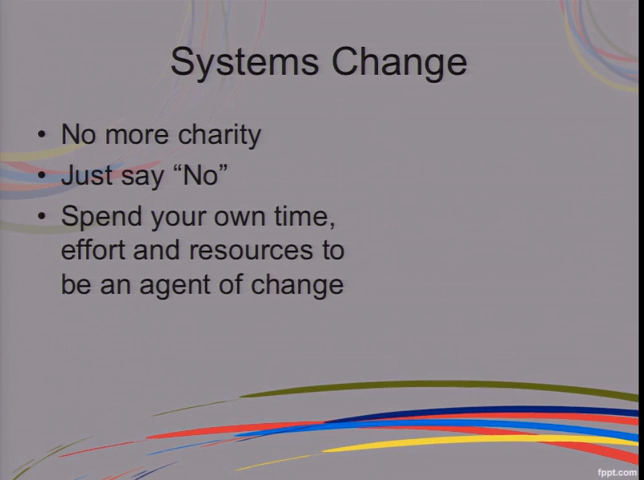 Systems Change
• No more charity
• Just say “No”
• Spend your own time,
effort and resources to
be an agent of change
fppt.com